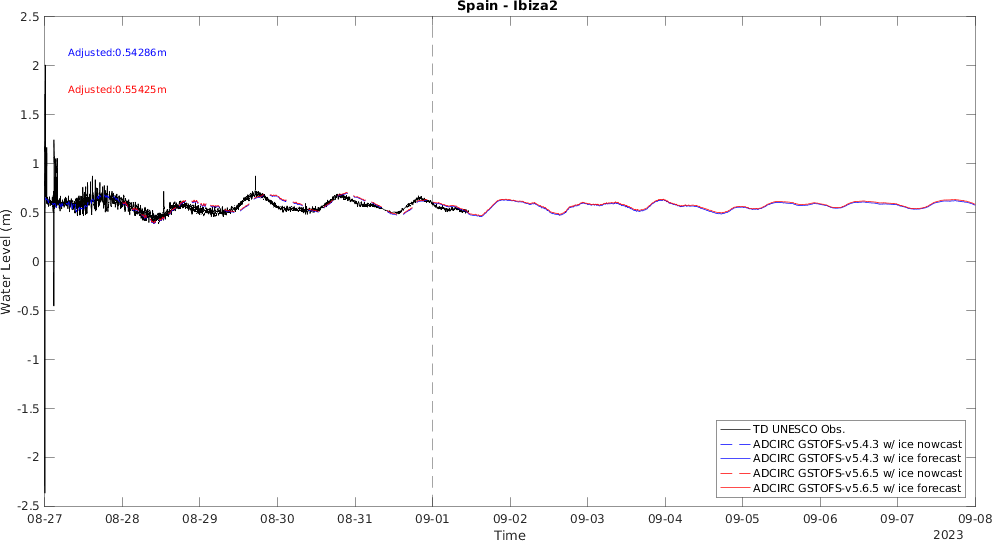 Spain - Ibiza2
2.5
2
1.5
1
0.5
0
-0.5
-1
-1.5
-2
-2.5
Water Level (m)
Adjusted:0.54286m
Adjusted:0.55425m
TD UNESCO Obs.
ADCIRC GSTOFS-v5.4.3 w/ ice nowcast
ADCIRC GSTOFS-v5.4.3 w/ ice forecast
ADCIRC GSTOFS-v5.6.5 w/ ice nowcast
ADCIRC GSTOFS-v5.6.5 w/ ice forecast
08-27 08-28 08-29 08-30 08-31 09-01 09-02 09-03 09-04 09-05 09-06 09-07 09-08
Time
2023